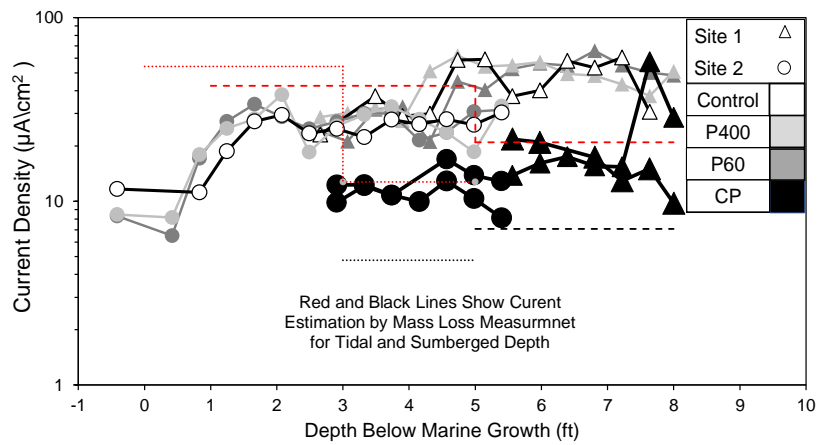 100
10
1
Current Density (µA\cm²)
-1 0 1 2 3 4 5 6 7 8 9 10
Depth Below Marine Growth (ft)
Red and Black Lines Show Curent
Estimation by Mass Loss Measurmnet
for Tidal and Sumberged Depth
Site 1
Site 2
Control
P400
P60
CP